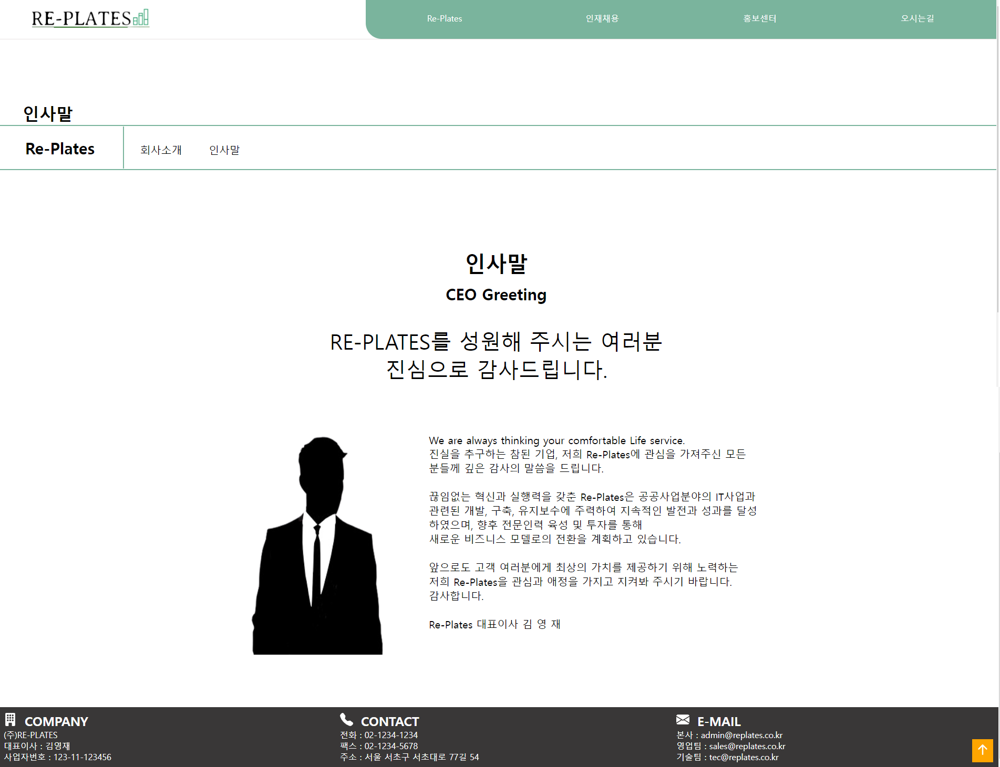 RE-PLATES
Re-Plates
인재채용
홍보센터
오시는길
인사말
Re-Plates
회사소개
인사말
인사말
CEO Greeting
RE-PLATES를 성원해 주시는 여러분
진심으로 감사드립니다.
We are always thinking your comfortable Life service.
진실을 추구하는 참된 기업, 저희 Re-Plates에 관심을 가져주신 모든
분들께 깊은 감사의 말씀을 드립니다.
끊임없는 혁신과 실행력을 갖춘 Re-Plates은 공공사업분야의 IT사업과
관련된 개발, 구축, 유지보수에 주력하여 지속적인 발전과 성과를 달성
하였으며, 향후 전문인력 육성 및 투자를 통해
새로운 비즈니스 모델로의 전환을 계획하고 있습니다.
앞으로도 고객 여러분에게 최상의 가치를 제공하기 위해 노력하는
저희 Re-Plates을 관심과 애정을 가지고 지켜봐 주시기 바랍니다.
감사합니다.
Re-Plates 대표이사 김 영 재
COMPANY
(주)RE-PLATES
대표이사 : 김영재
사업자번호 : 123-11-123456
CONTACT
전화 : 02-1234-1234
팩스 : 02-1234-5678
주소 : 서울 서초구 서초대로 77길 54
E-MAIL
본사 : admin@replates.co.kr
영업팀 : sales@replates.co.kr
기술팀 : tec@replates.co.kr